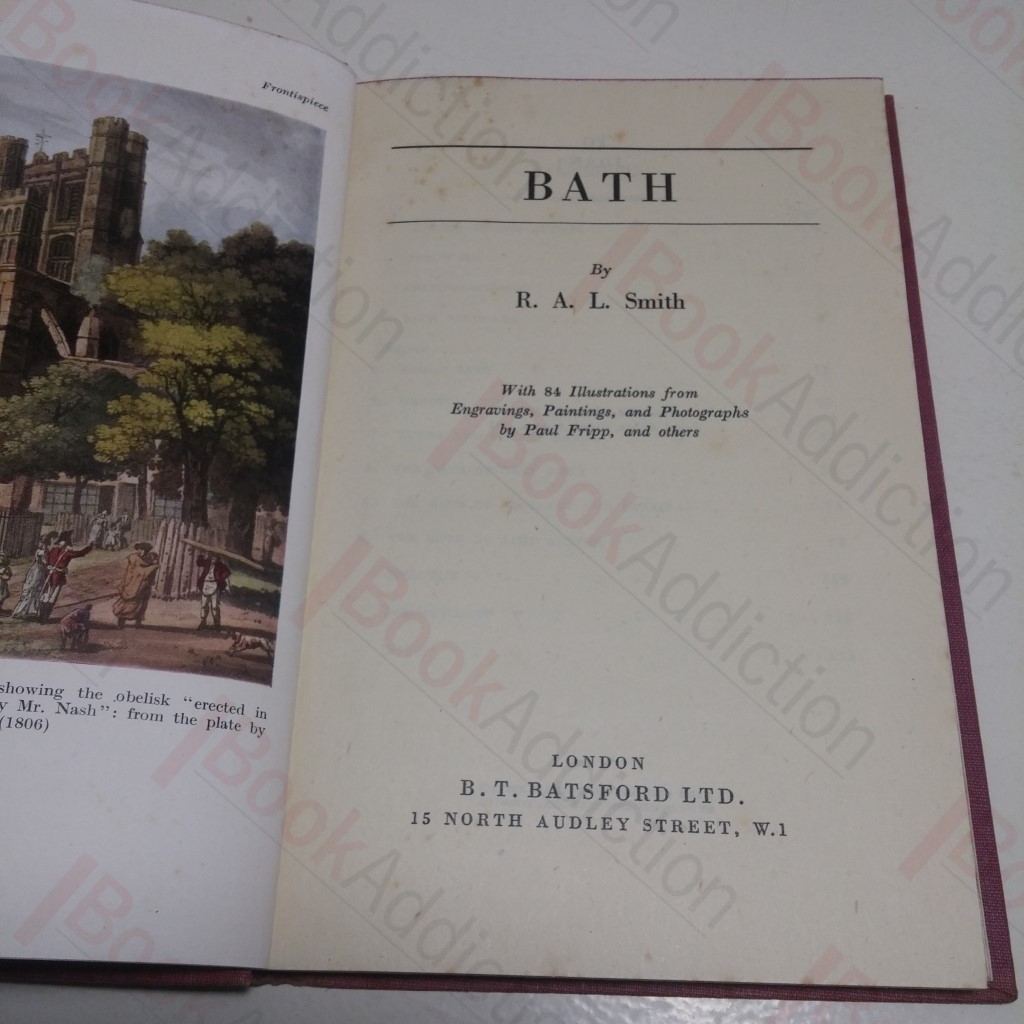 Frontispiece
showing the obelisk "erected in
y Mr. Nash": from the plate by
(1806)
BATH
By
R. A. L. Smith
With 84 Illustrations from
Engravings, Paintings, and Photographs
by Paul Fripp, and others
LONDON
B. T. BATSFORD LTD.
15 NORTH AUDLEY STREET, W.1
BookAddiction